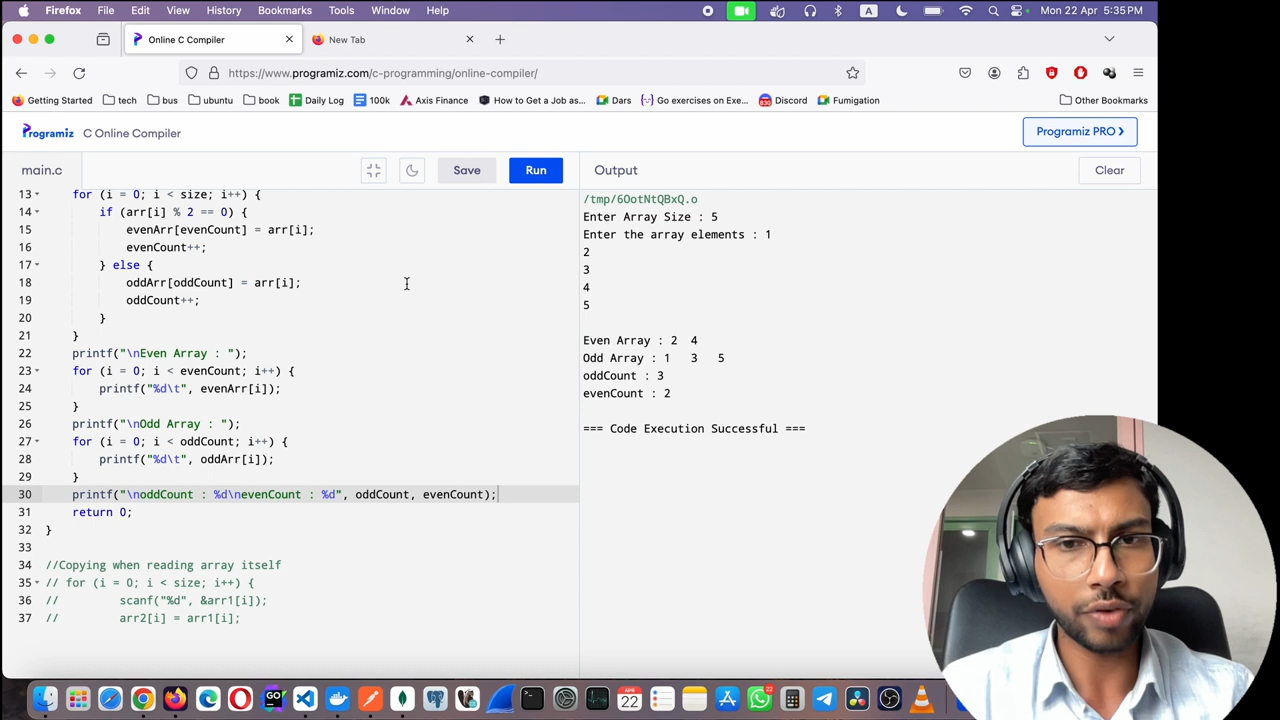 Firefox File Edit View History Bookmarks Tools Window Help A Mon 22 Apr 5:35 PM
Online C Compiler New Tab
https://www.programiz.com/c-programming/online-compiler/
Getting Started tech bus ubuntu book Daily Log 100k Axis Finance How to Get a Job as... Dars Go exercises on Exe... Discord Fumigation Other Bookmarks
Programiz C Online Compiler Programiz PRO
main.c Save Run Output Clear
13 for (i = 0; i < size; i++) {
14 if (arr[i] % 2 == 0) {
15 evenArr[evenCount] = arr[i];
16 evenCount++;
17 } else {
18 oddArr[oddCount] = arr[i];
19 oddCount++;
20 }
21 }
22 printf("\nEven Array : ");
23 for (i = 0; i < evenCount; i++) {
24 printf("%d\t", evenArr[i]);
25 }
26 printf("\nOdd Array : ");
27 for (i = 0; i < oddCount; i++) {
28 printf("%d\t", oddArr[i]);
29 }
30 printf("\noddCount : %d\nevenCount : %d", oddCount, evenCount);
31 return 0;
32 }
33
34 //Copying when reading array itself
35 // for (i = 0; i < size; i++) {
36 // scanf("%d", &arr1[i]);
37 // arr2[i] = arr1[i];
/tmp/6OotNtQBxQ.o
Enter Array Size : 5
Enter the array elements : 1
2
3
4
5
Even Array : 2 4
Odd Array : 1 3 5
oddCount : 3
evenCount : 2
=== Code Execution Successful ===
GO
APR
22
22